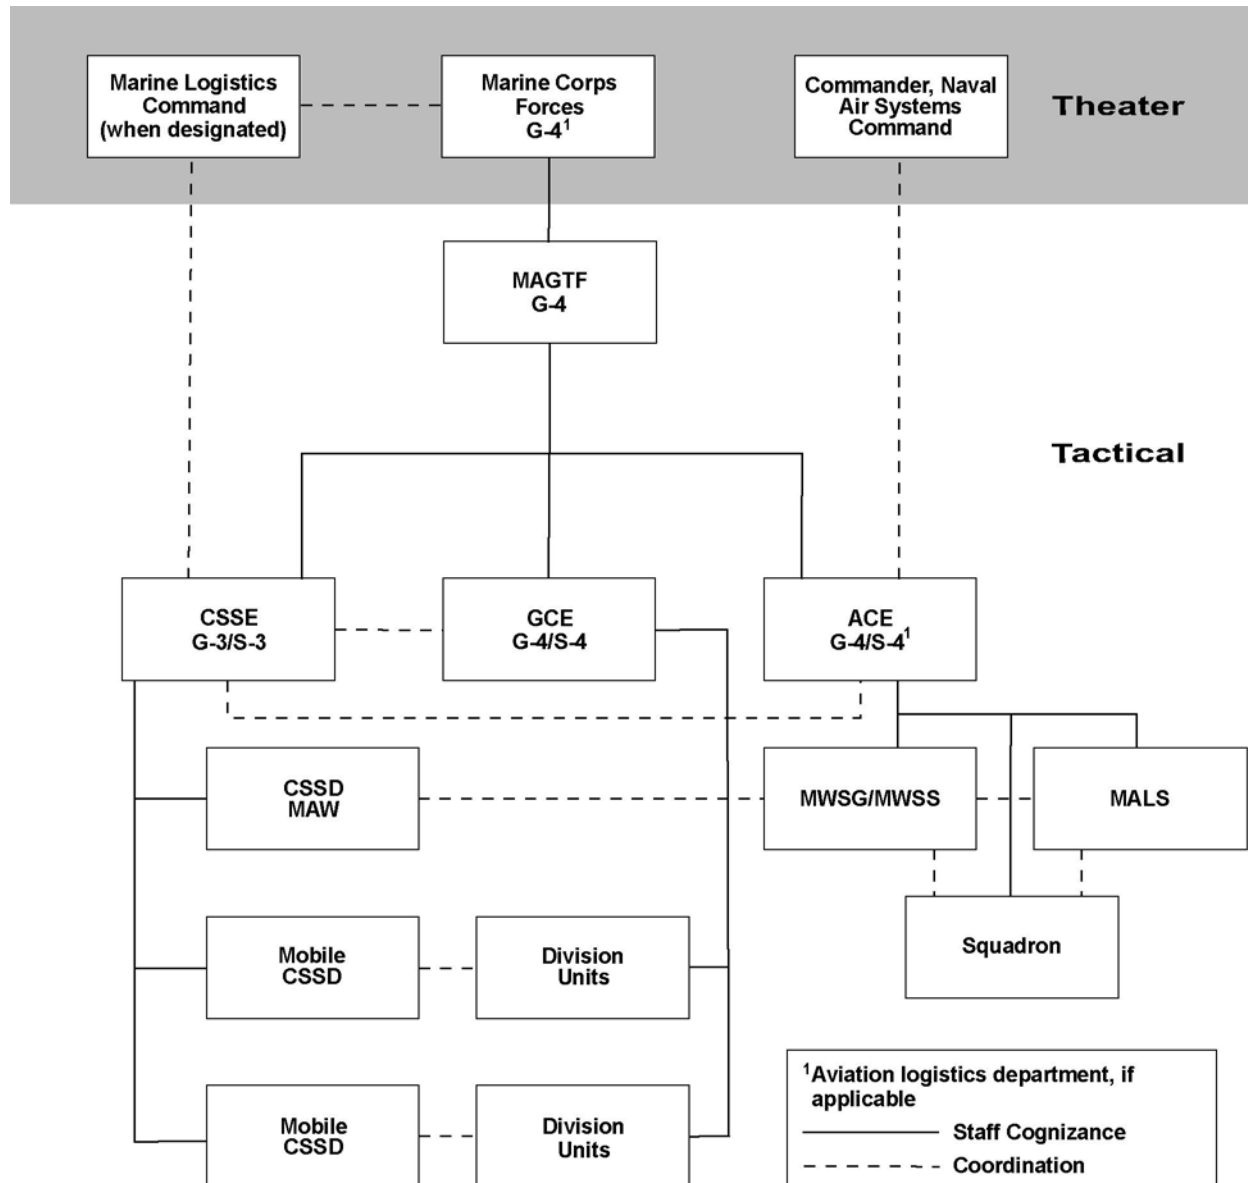 Marine Logistics
Command
(when designated)
Marine Corps
Forces
G-4¹
Commander, Naval
Air Systems
Command
Theater
MAGTF
G-4
Tactical
CSSE
G-3/S-3
GCE
G-4/S-4
ACE
G-4/S-4¹
CSSD
MAW
MWSG/MWSS
MALS
Mobile
CSSD
Division
Units
Squadron
Mobile
CSSD
Division
Units
¹Aviation logistics department, if
applicable
Staff Cognizance
Coordination